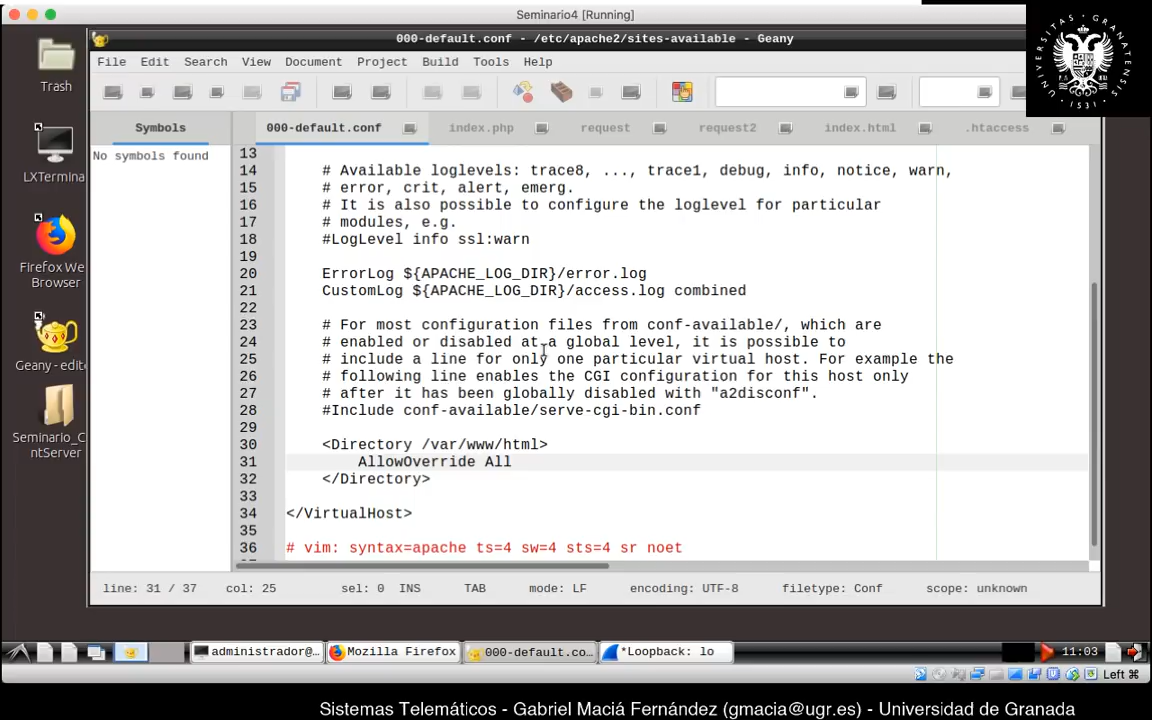 Seminario4 [Running]
000-default.conf - /etc/apache2/sites-available - Geany
File Edit Search View Document Project Build Tools Help
UNIVERSITAS GRANATENSIS
1531
Trash
Symbols 000-default.conf index.php request request2 index.html .htaccess
No symbols found
13
14 # Available loglevels: trace8, ..., trace1, debug, info, notice, warn,
15 # error, crit, alert, emerg.
16 # It is also possible to configure the loglevel for particular
17 # modules, e.g.
18 #LogLevel info ssl:warn
19
20 ErrorLog ${APACHE_LOG_DIR}/error.log
21 CustomLog ${APACHE_LOG_DIR}/access.log combined
22
23 # For most configuration files from conf-available/, which are
24 # enabled or disabled at a global level, it is possible to
25 # include a line for only one particular virtual host. For example the
26 # following line enables the CGI configuration for this host only
27 # after it has been globally disabled with "a2disconf".
28 #Include conf-available/serve-cgi-bin.conf
29
30 <Directory /var/www/html>
31 AllowOverride All
32 </Directory>
33
34 </VirtualHost>
35
36 # vim: syntax=apache ts=4 sw=4 sts=4 sr noet
LXTermina
Firefox We
Browser
Geany - edit
Seminario_C
ntServer
line: 31 / 37 col: 25 sel: 0 INS TAB mode: LF encoding: UTF-8 filetype: Conf scope: unknown
administrador@... Mozilla Firefox 000-default.co... *Loopback: lo 11:03
Left ⌘
Sistemas Telemáticos - Gabriel Maciá Fernández (gmacia@ugr.es) - Universidad de Granada